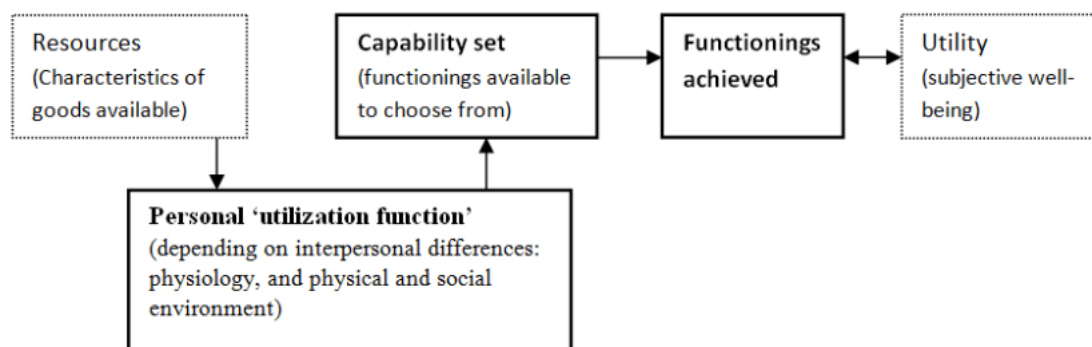 Resources
(Characteristics of
goods available)
Capability set
(functionings available
to choose from)
Functionings
achieved
Utility
(subjective well-
being)
Personal ‘utilization function’
(depending on interpersonal differences:
physiology, and physical and social
environment)